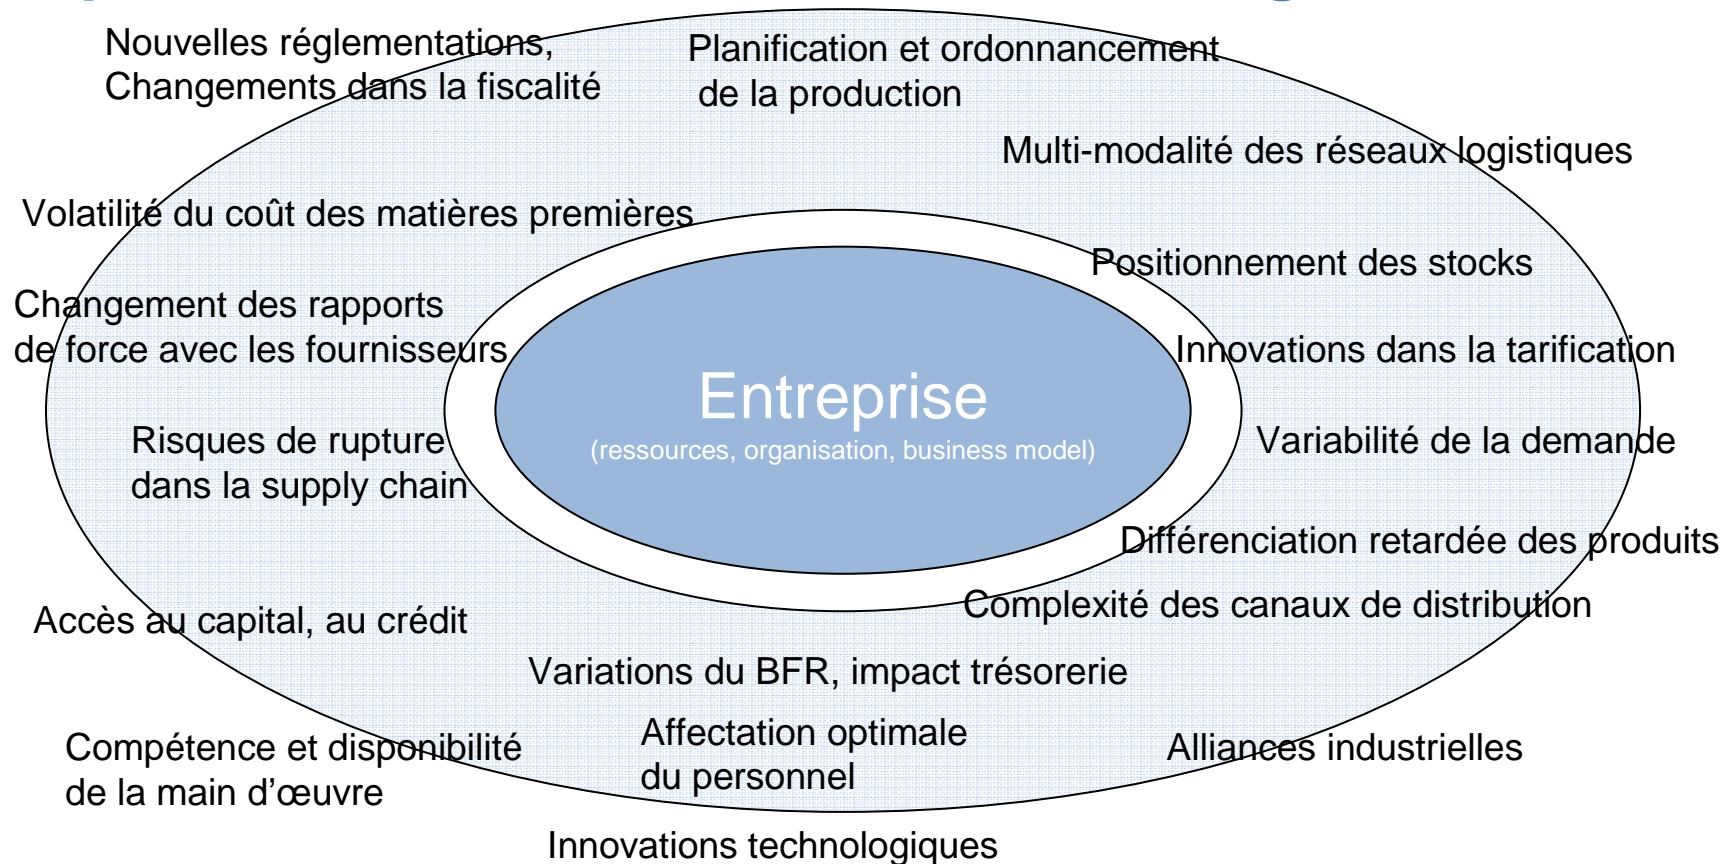 Nouvelles réglementations,
Changements dans la fiscalité
Planification et ordonnancement
de la production
Multi-modalité des réseaux logistiques
Volatilité du coût des matières premières
Positionnement des stocks
Changement des rapports
de force avec les fournisseurs
Innovations dans la tarification
Entreprise
(ressources, organisation, business model)
Risques de rupture
dans la supply chain
Variabilité de la demande
Différenciation retardée des produits
Complexité des canaux de distribution
Accès au capital, au crédit
Variations du BFR, impact trésorerie
Affectation optimale
du personnel
Compétence et disponibilité
de la main d’œuvre
Alliances industrielles
Innovations technologiques